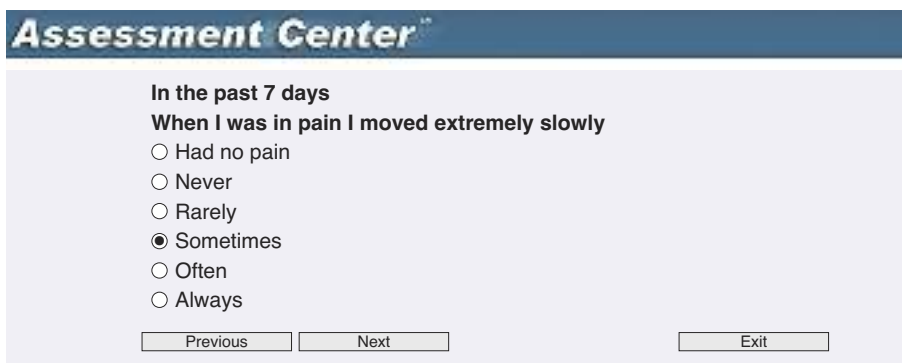 Assessment Center
In the past 7 days
When I was in pain I moved extremely slowly
Had no pain
Never
Rarely
Sometimes
Often
Always
Previous Next Exit